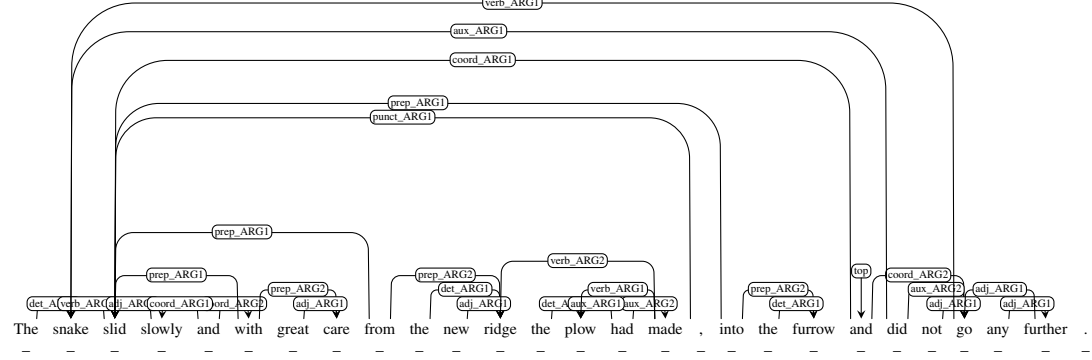 verb_ARG1
aux_ARG1
coord_ARG1
prep_ARG1
punct_ARG1
prep_ARG1
verb_ARG2
prep_ARG1 prep_ARG2 top coord_ARG2
prep_ARG2 det_ARG1 verb_ARG1 prep_ARG2 aux_ARG2 adj_ARG1
coord_ARG1 adj_ARG1 adj_ARG1 aux_ARG1 aux_ARG2 det_ARG1 adj_ARG1 adj_ARG1
The snake slid slowly and with great care from the new ridge the plow had made , into the furrow and did not go any further .
_ _ _ _ _ _ _ _ _ _ _ _ _ _ _ _ _ _ _ _ _ _ _ _ _ _